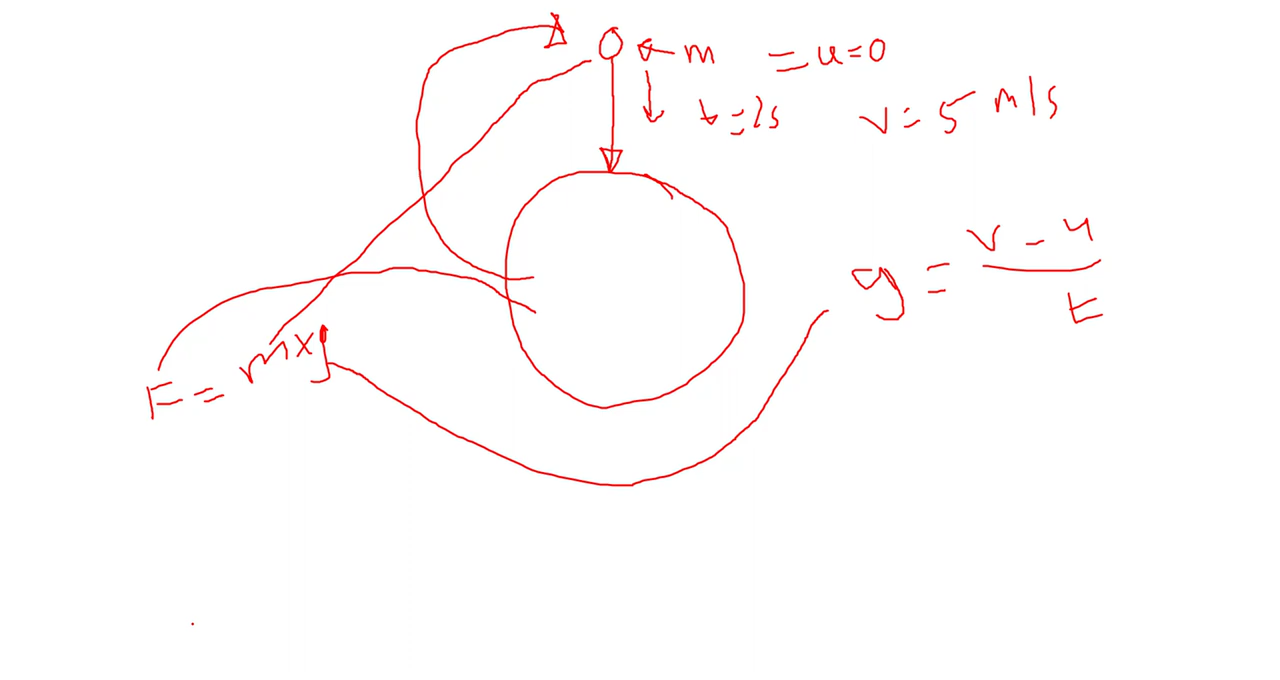 m = u=0
t=2s v=5 m/s
g = v - u
t
F = m×g